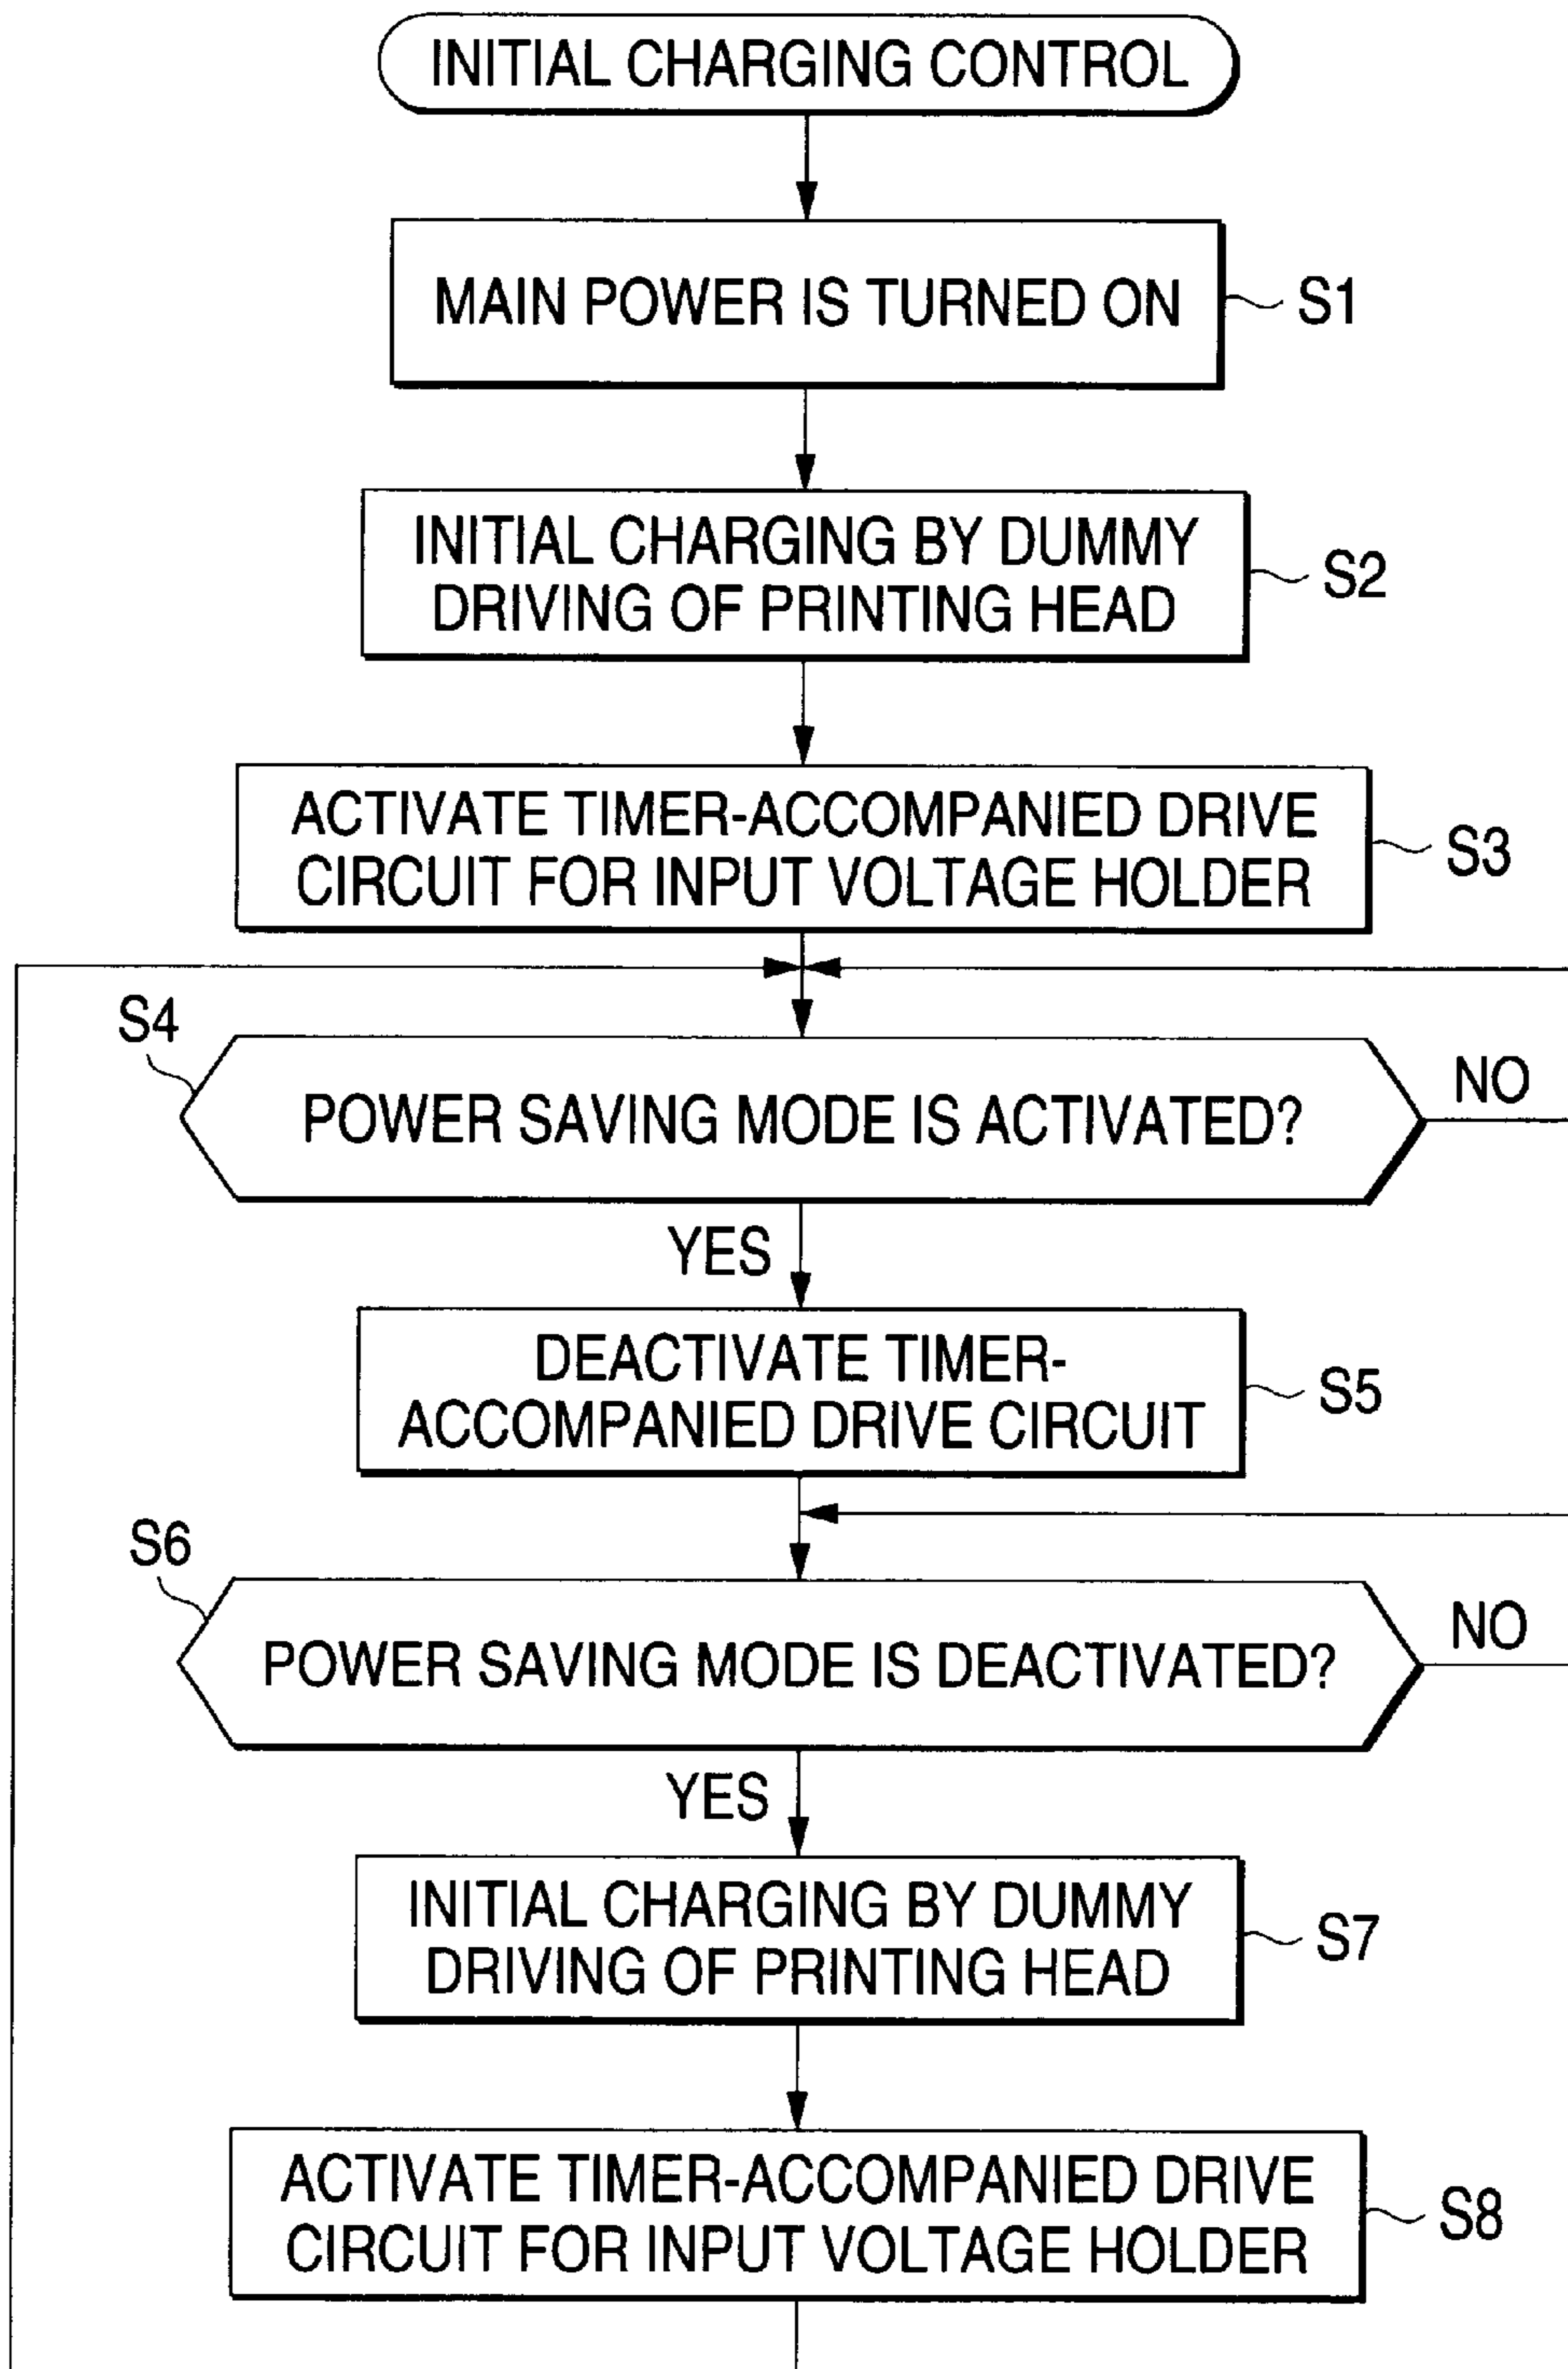 INITIAL CHARGING CONTROL
MAIN POWER IS TURNED ON
S1
INITIAL CHARGING BY DUMMY
DRIVING OF PRINTING HEAD
S2
ACTIVATE TIMER-ACCOMPANIED DRIVE
CIRCUIT FOR INPUT VOLTAGE HOLDER
S3
S4
POWER SAVING MODE IS ACTIVATED?
NO
YES
DEACTIVATE TIMER-
ACCOMPANIED DRIVE CIRCUIT
S5
S6
POWER SAVING MODE IS DEACTIVATED?
NO
YES
INITIAL CHARGING BY DUMMY
DRIVING OF PRINTING HEAD
S7
ACTIVATE TIMER-ACCOMPANIED DRIVE
CIRCUIT FOR INPUT VOLTAGE HOLDER
S8